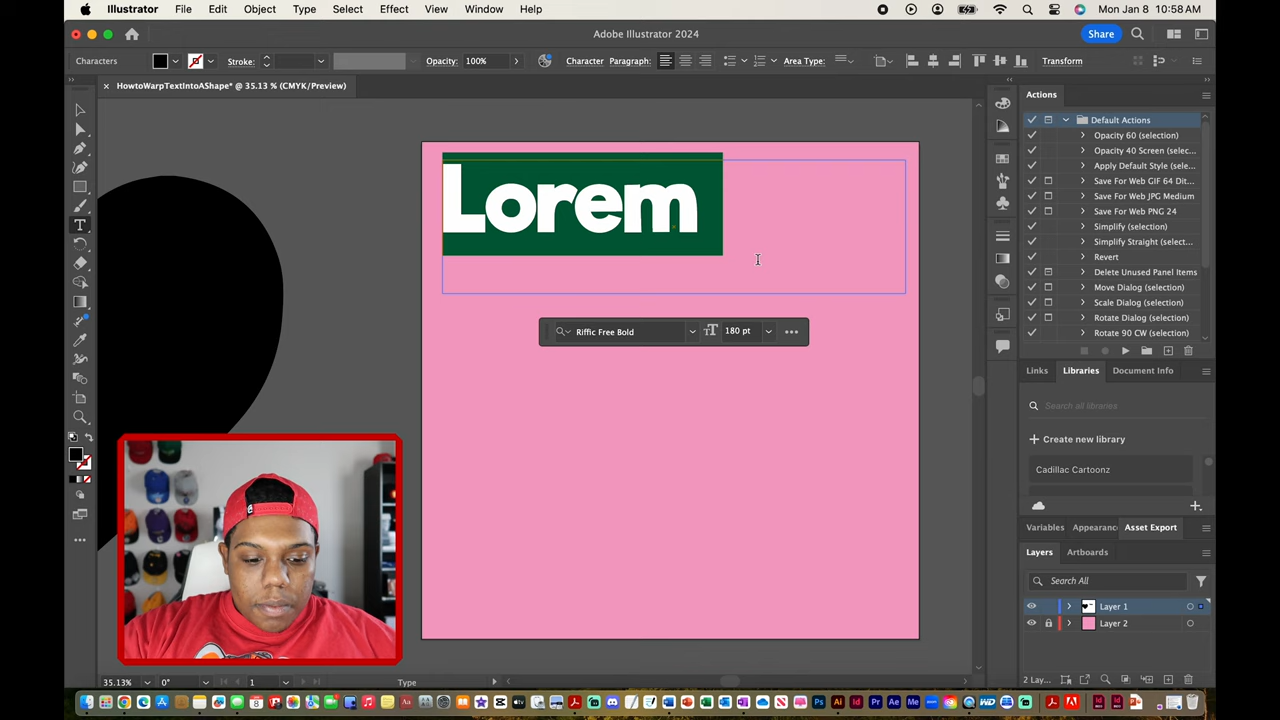 Illustrator File Edit Object Type Select Effect View Window Help
Mon Jan 8 10:58 AM
Adobe Illustrator 2024
Share
Characters
Stroke:
Opacity: 100%
Character
Paragraph:
Area Type:
Transform
× HowtoWarpTextIntoAShape* @ 35.13 % (CMYK/Preview)
Actions
Default Actions
Opacity 60 (selection)
Opacity 40 Screen (selec...
Apply Default Style (sele...
Save For Web GIF 64 Dit...
Save For Web JPG Medium
Save For Web PNG 24
Simplify (selection)
Simplify Straight (select...
Revert
Delete Unused Panel Items
Move Dialog (selection)
Scale Dialog (selection)
Rotate Dialog (selection)
Rotate 90 CW (selection)
Lorem
Riffic Free Bold
180 pt
Links Libraries Document Info
Search all libraries
Create new library
Cadillac Cartoonz
Variables Appearanc Asset Export
Layers Artboards
Search All
Layer 1
Layer 2
35.13% 0° 1 Type
2 Lay...